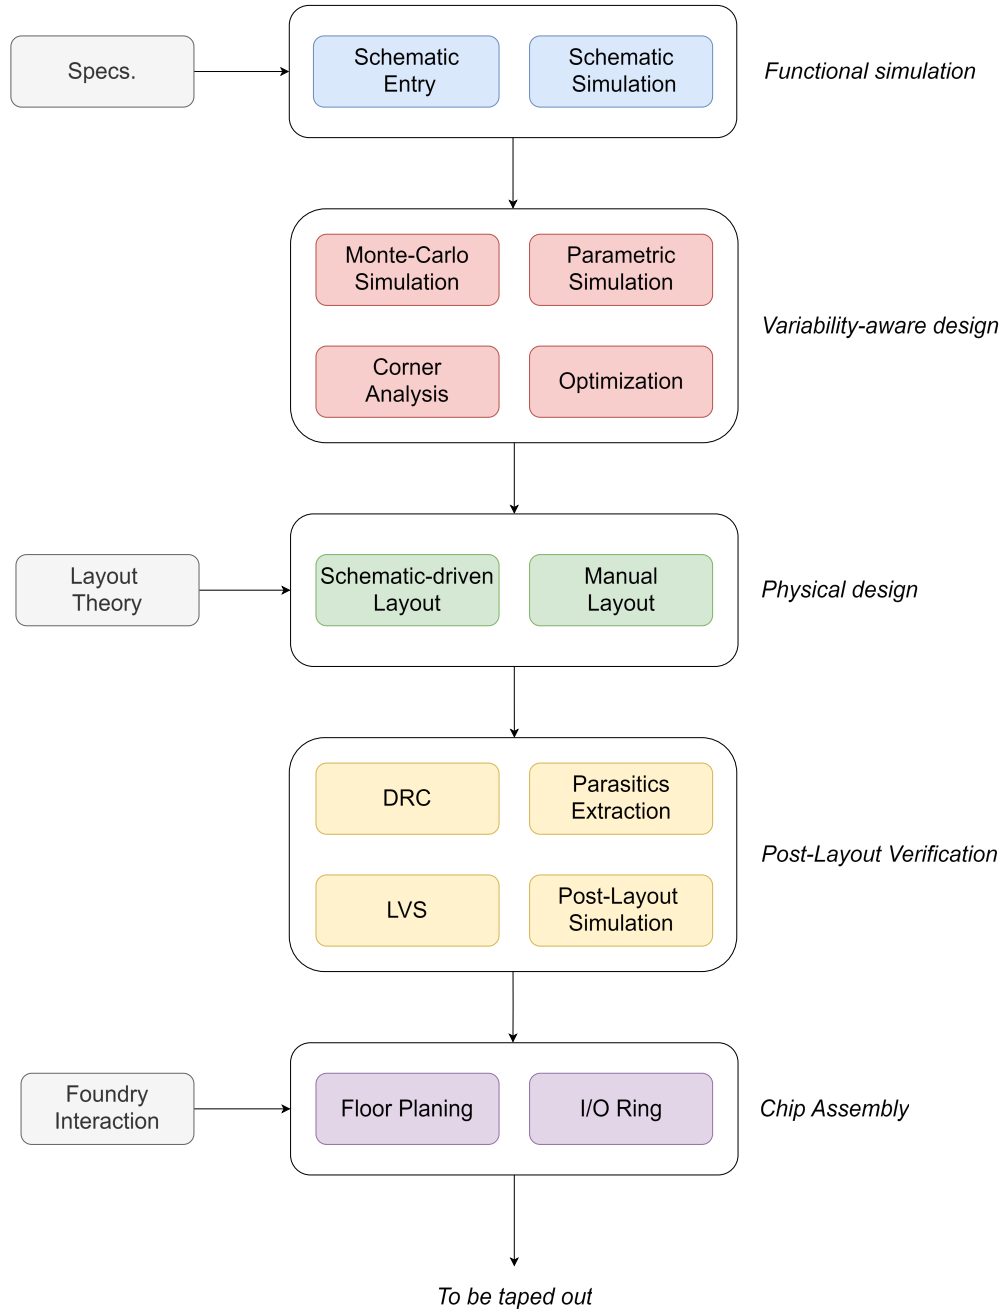 Specs.
Schematic
Entry
Schematic
Simulation
Functional simulation
Monte-Carlo
Simulation
Parametric
Simulation
Corner
Analysis
Optimization
Variability-aware design
Layout
Theory
Schematic-driven
Layout
Manual
Layout
Physical design
DRC
Parasitics
Extraction
LVS
Post-Layout
Simulation
Post-Layout Verification
Foundry
Interaction
Floor Planing
I/O Ring
Chip Assembly
To be taped out